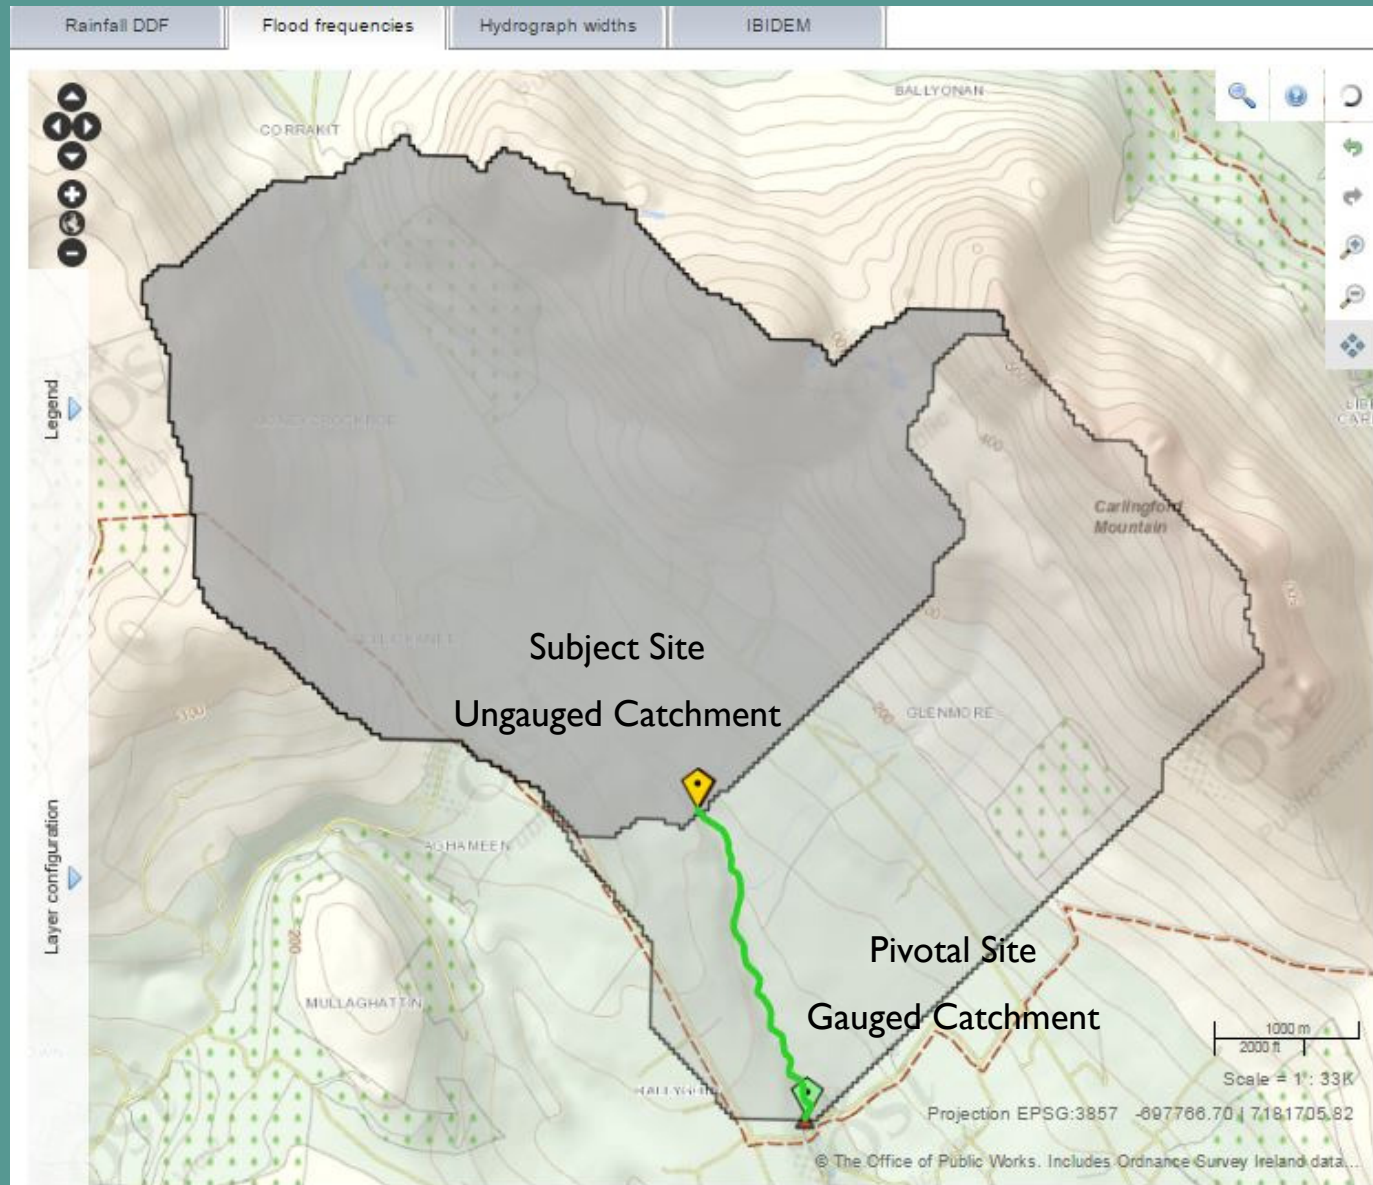 Rainfall DDF
Flood frequencies
Hydrograph widths
IBIDEM
BALLYONAN
CORRAKIT
Legend
400
Carlingford
Mountain
Subject Site
Ungauged Catchment
300
200
GLENMORE
Layer configuration
AGHAMEEN
200
Pivotal Site
Gauged Catchment
MULLAGHATTIN
1000 m
2000 ft
Scale = 1 : 33K
Projection EPSG:3857 -697766.70 | 7181705.82
© The Office of Public Works. Includes Ordnance Survey Ireland data...